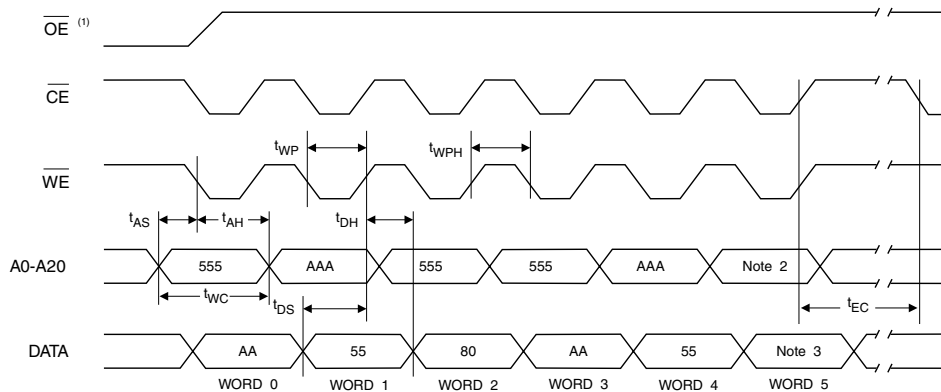 OE (1)
CE
tWP
tWPH
WE
tAS
tAH
tDH
A0-A20
555
AAA
555
555
AAA
Note 2
tWC
tDS
tEC
DATA
AA
55
80
AA
55
Note 3
WORD 0
WORD 1
WORD 2
WORD 3
WORD 4
WORD 5